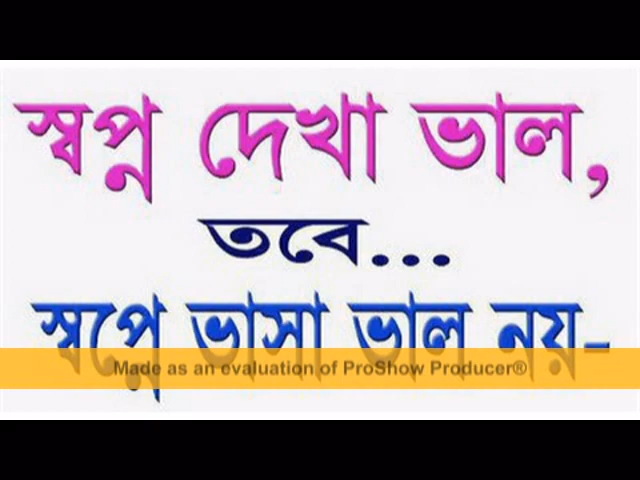 স্বপ্ন দেখা ভাল,
তবে...
স্বপ্নে ভাসা ভাল নয়-
Made as an evaluation of ProShow Producer®